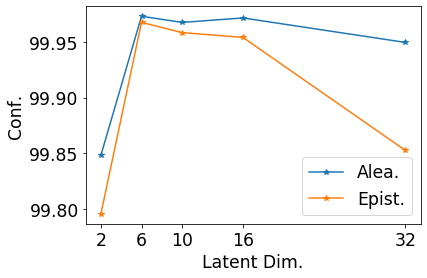 Conf.
99.95
99.90
99.85
99.80
Alea.
Epist.
2 6 10 16 32
Latent Dim.